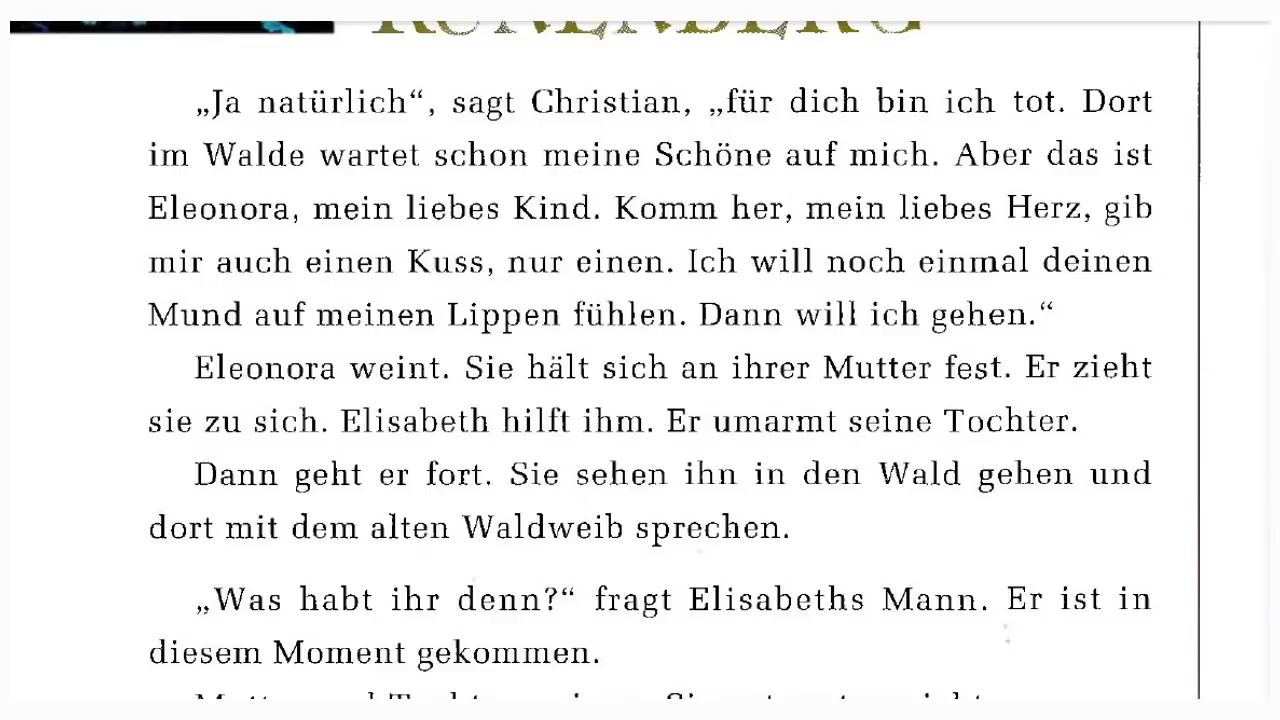 RUNENBERG
„Ja natürlich“, sagt Christian, „für dich bin ich tot. Dort
im Walde wartet schon meine Schöne auf mich. Aber das ist
Eleonora, mein liebes Kind. Komm her, mein liebes Herz, gib
mir auch einen Kuss, nur einen. Ich will noch einmal deinen
Mund auf meinen Lippen fühlen. Dann will ich gehen.“
Eleonora weint. Sie hält sich an ihrer Mutter fest. Er zieht
sie zu sich. Elisabeth hilft ihm. Er umarmt seine Tochter.
Dann geht er fort. Sie sehen ihn in den Wald gehen und
dort mit dem alten Waldweib sprechen.
„Was habt ihr denn?“ fragt Elisabeths Mann. Er ist in
diesem Moment gekommen.